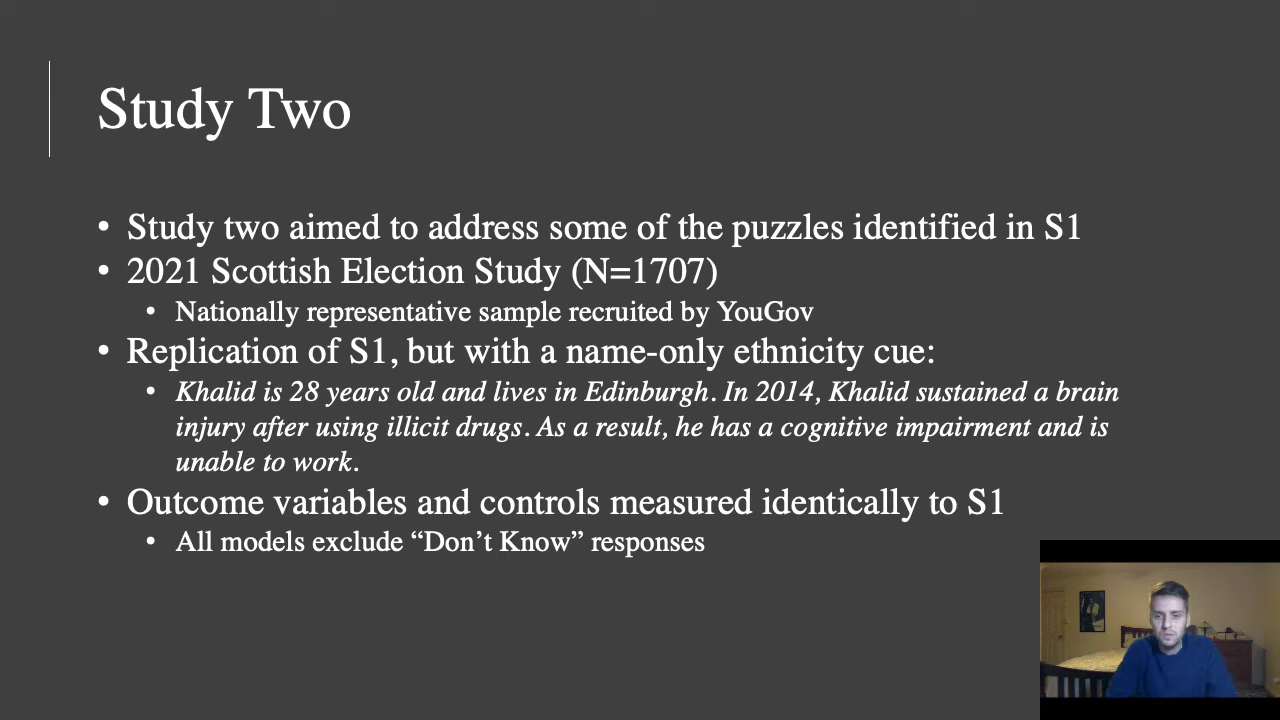 Study Two
• Study two aimed to address some of the puzzles identified in S1
• 2021 Scottish Election Study (N=1707)
• Nationally representative sample recruited by YouGov
• Replication of S1, but with a name-only ethnicity cue:
• Khalid is 28 years old and lives in Edinburgh. In 2014, Khalid sustained a brain
injury after using illicit drugs. As a result, he has a cognitive impairment and is
unable to work.
• Outcome variables and controls measured identically to S1
• All models exclude “Don’t Know” responses